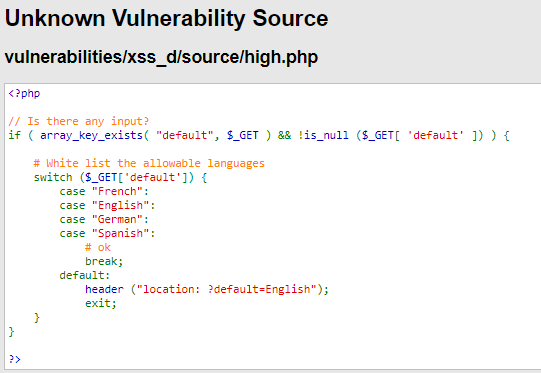 Unknown Vulnerability Source
vulnerabilities/xss_d/source/high.php
<?php
// Is there any input?
if ( array_key_exists( "default", $_GET ) && !is_null ($_GET[ 'default' ]) ) {
# White list the allowable languages
switch ($_GET['default']) {
case "French":
case "English":
case "German":
case "Spanish":
# ok
break;
default:
header ("location: ?default=English");
exit;
}
}
?>